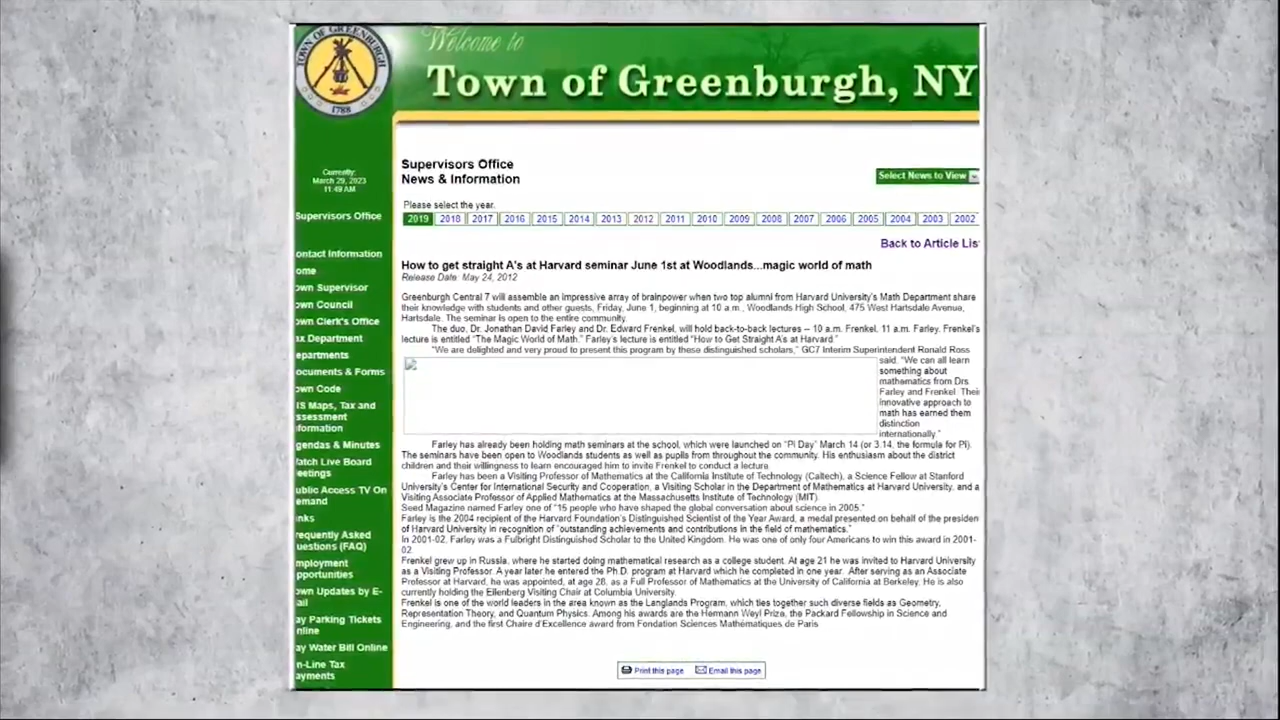 TOWN OF GREENBURGH
1788
Welcome to
Town of Greenburgh, NY
Currently:
March 29, 2023
11:49 AM
Supervisors Office
ontact Information
ome
own Supervisor
own Council
own Clerk's Office
ax Department
epartments
ocuments & Forms
own Code
IS Maps, Tax and
ssessment
formation
gendas & Minutes
atch Live Board
eetings
ublic Access TV On
emand
inks
requently Asked
uestions (FAQ)
mployment
pportunities
own Updates by E-
ail
ay Parking Tickets
nline
ay Water Bill Online
n-Line Tax
ayments
Supervisors Office
News & Information
Select News to View
Please select the year.
2019 2018 2017 2016 2015 2014 2013 2012 2011 2010 2009 2008 2007 2006 2005 2004 2003 2002
Back to Article Lis
How to get straight A's at Harvard seminar June 1st at Woodlands...magic world of math
Release Date: May 24, 2012
Greenburgh Central 7 will assemble an impressive array of brainpower when two top alumni from Harvard University's Math Department share
their knowledge with students and other guests, Friday, June 1, beginning at 10 a.m., Woodlands High School, 475 West Hartsdale Avenue,
Hartsdale. The seminar is open to the entire community.
The duo, Dr. Jonathan David Farley and Dr. Edward Frenkel, will hold back-to-back lectures -- 10 a.m. Frenkel, 11 a.m. Farley. Frenkel's
lecture is entitled "The Magic World of Math." Farley's lecture is entitled "How to Get Straight A's at Harvard."
"We are delighted and very proud to present this program by these distinguished scholars," GC7 Interim Superintendent Ronald Ross
said. "We can all learn
something about
mathematics from Drs.
Farley and Frenkel. Thei
innovative approach to
math has earned them
distinction
internationally."
Farley has already been holding math seminars at the school, which were launched on "Pi Day" March 14 (or 3.14, the formula for Pi).
The seminars have been open to Woodlands students as well as pupils from throughout the community. His enthusiasm about the district
children and their willingness to learn encouraged him to invite Frenkel to conduct a lecture.
Farley has been a Visiting Professor of Mathematics at the California Institute of Technology (Caltech), a Science Fellow at Stanford
University's Center for International Security and Cooperation, a Visiting Scholar in the Department of Mathematics at Harvard University, and a
Visiting Associate Professor of Applied Mathematics at the Massachusetts Institute of Technology (MIT).
Seed Magazine named Farley one of "15 people who have shaped the global conversation about science in 2005."
Farley is the 2004 recipient of the Harvard Foundation's Distinguished Scientist of the Year Award, a medal presented on behalf of the presiden
of Harvard University in recognition of "outstanding achievements and contributions in the field of mathematics."
In 2001-02, Farley was a Fulbright Distinguished Scholar to the United Kingdom. He was one of only four Americans to win this award in 2001-
02.
Frenkel grew up in Russia, where he started doing mathematical research as a college student. At age 21 he was invited to Harvard University
as a Visiting Professor. A year later he entered the Ph.D. program at Harvard which he completed in one year. After serving as an Associate
Professor at Harvard, he was appointed, at age 28, as a Full Professor of Mathematics at the University of California at Berkeley. He is also
currently holding the Eilenberg Visiting Chair at Columbia University.
Frenkel is one of the world leaders in the area known as the Langlands Program, which ties together such diverse fields as Geometry,
Representation Theory, and Quantum Physics. Among his awards are the Hermann Weyl Prize, the Packard Fellowship in Science and
Engineering, and the first Chaire d'Excellence award from Fondation Sciences Mathématiques de Paris
Print this page Email this page